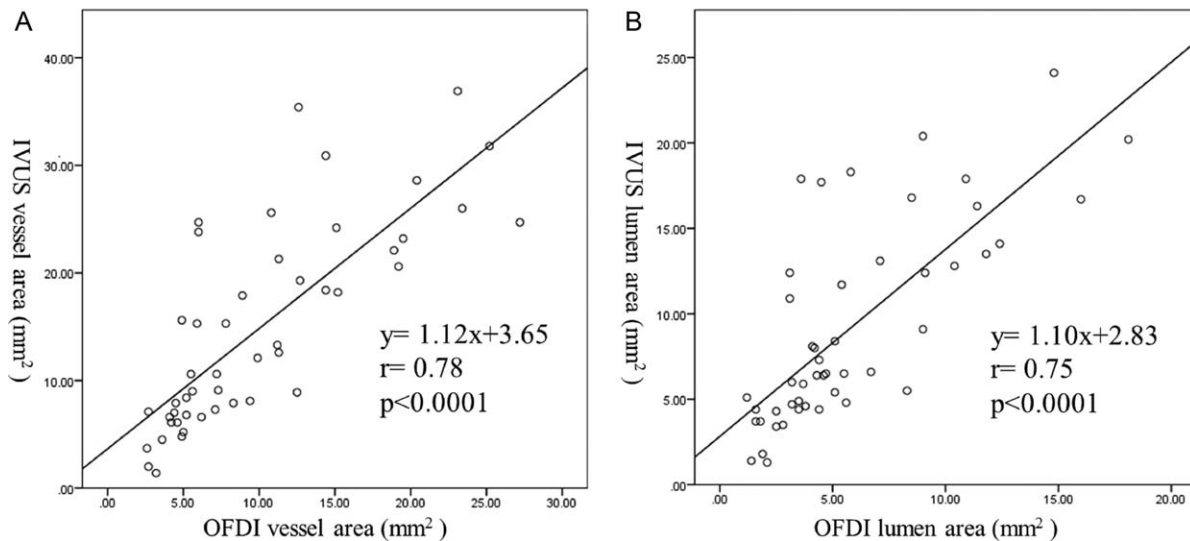 A
IVUS vessel area (mm²)
40.00
30.00
20.00
10.00
.00
y= 1.12x+3.65
r= 0.78
p<0.0001
.00 5.00 10.00 15.00 20.00 25.00 30.00
OFDI vessel area (mm²)
B
IVUS lumen area (mm²)
25.00
20.00
15.00
10.00
5.00
.00
y= 1.10x+2.83
r= 0.75
p<0.0001
.00 5.00 10.00 15.00 20.00
OFDI lumen area (mm²)